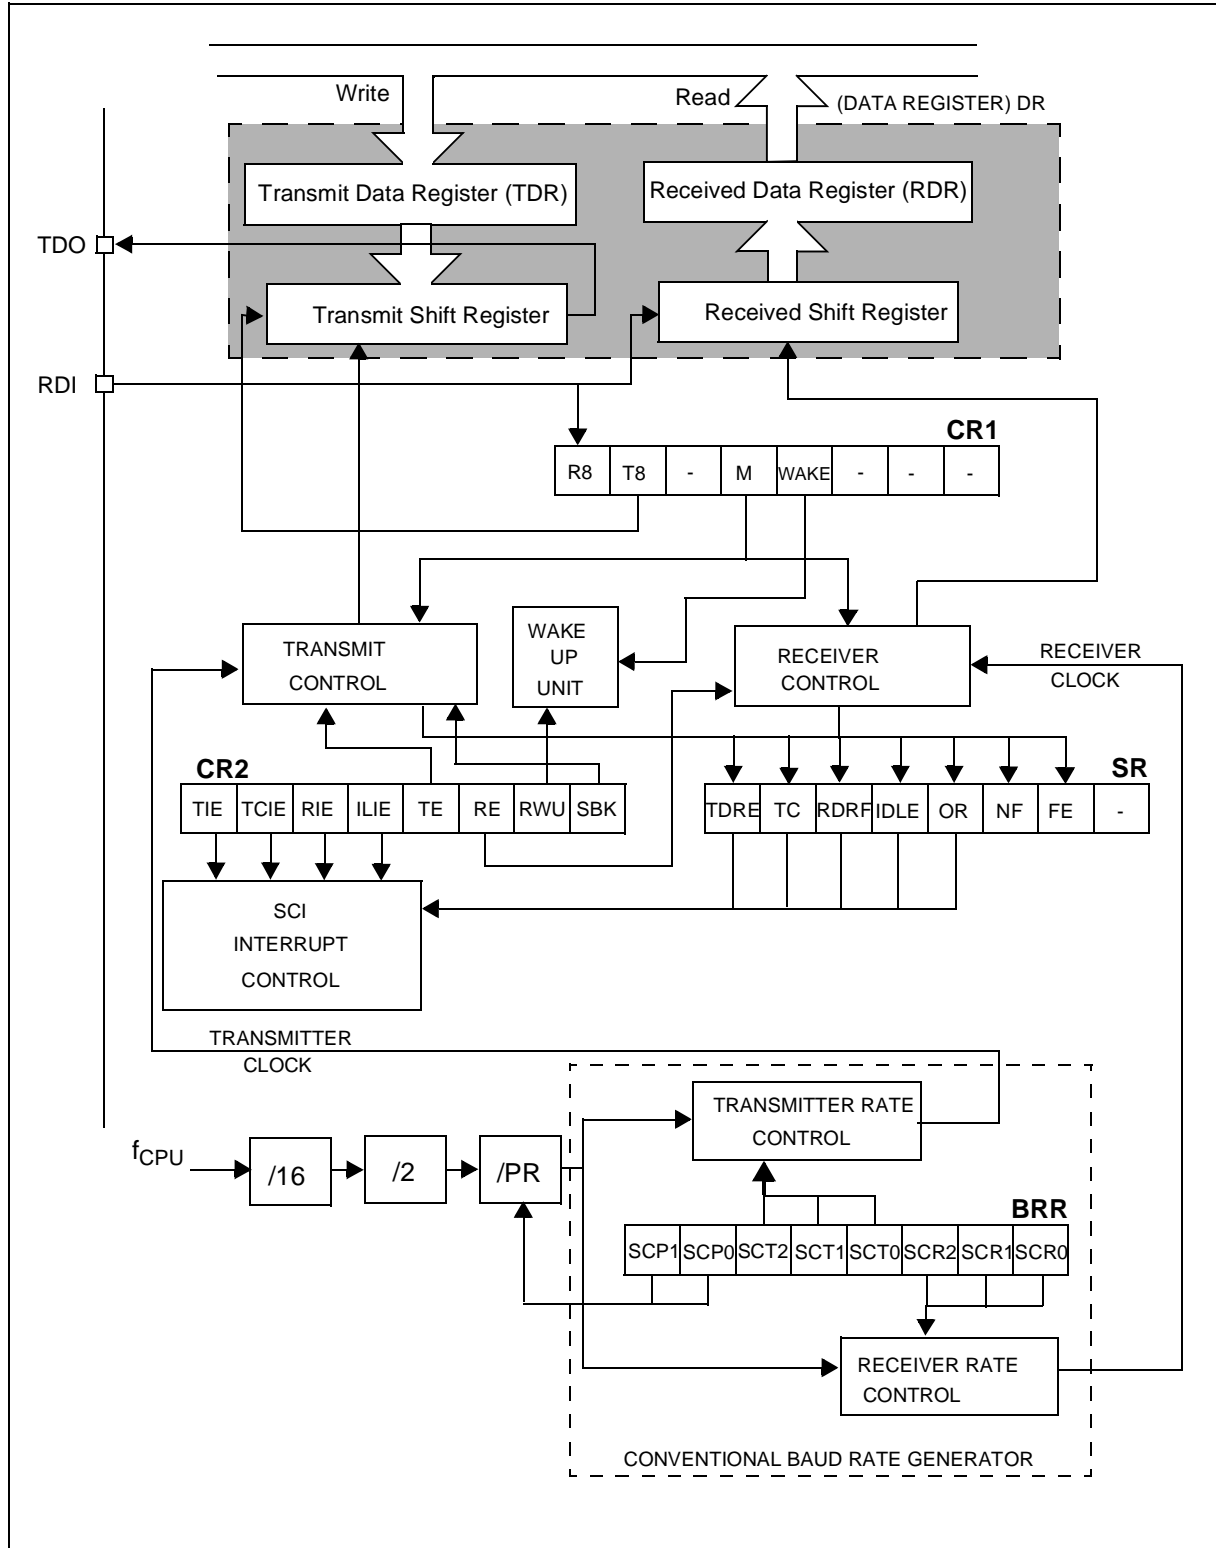 Write
Read
(DATA REGISTER) DR
Transmit Data Register (TDR)
Received Data Register (RDR)
TDO
Transmit Shift Register
Received Shift Register
RDI
CR1
R8 T8 - M WAKE - - -
TRANSMIT
CONTROL
WAKE
UP
UNIT
RECEIVER
CONTROL
RECEIVER
CLOCK
CR2
TIE TCIE RIE ILIE TE RE RWU SBK
SR
TDRE TC RDRF IDLE OR NF FE -
SCI
INTERRUPT
CONTROL
TRANSMITTER
CLOCK
TRANSMITTER RATE
CONTROL
fCPU
/16
/2
/PR
BRR
SCP1 SCP0 SCT2 SCT1 SCT0 SCR2 SCR1 SCR0
RECEIVER RATE
CONTROL
CONVENTIONAL BAUD RATE GENERATOR